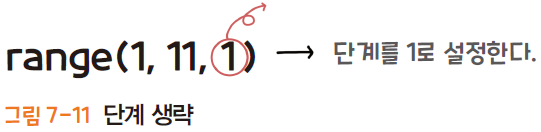 range(1, 11, 1) → 단계를 1로 설정한다.
그림 7-11 단계 생략